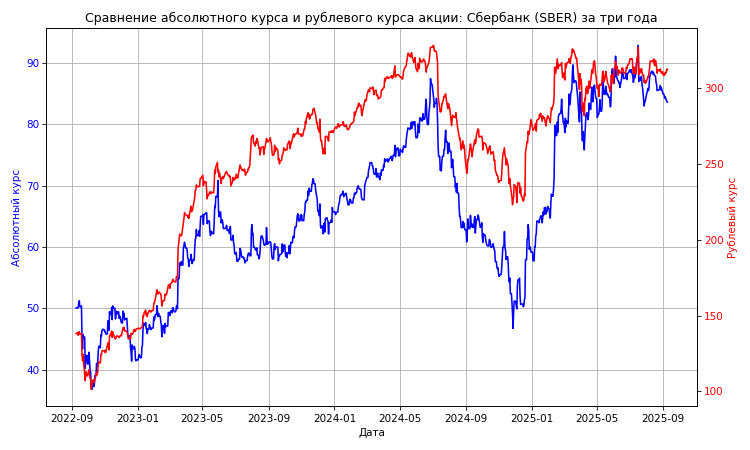 Сравнение абсолютного курса и рублевого курса акции: Сбербанк (SBER) за три года
90
80
70
60
50
40
Абсолютный курс
300
250
200
150
100
Рублевый курс
2022-09 2023-01 2023-05 2023-09 2024-01 2024-05 2024-09 2025-01 2025-05 2025-09
Дата